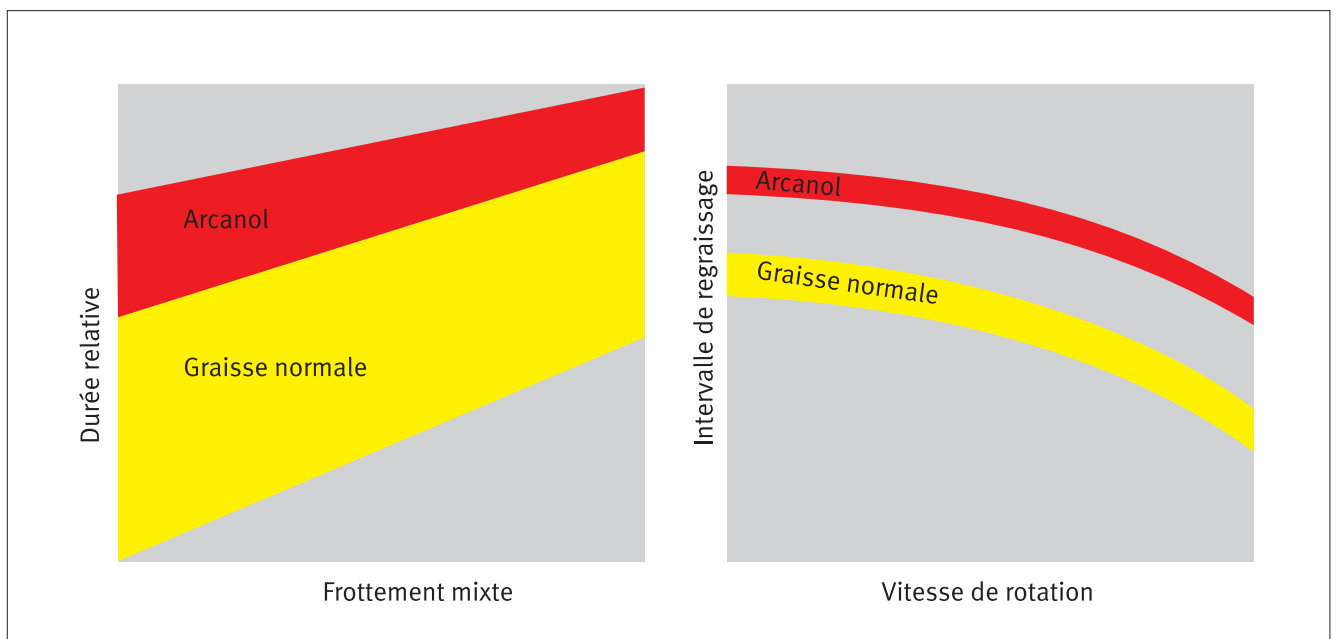 Durée relative
Arcanol
Graisse normale
Frottement mixte
Intervalle de regraissage
Arcanol
Graisse normale
Vitesse de rotation